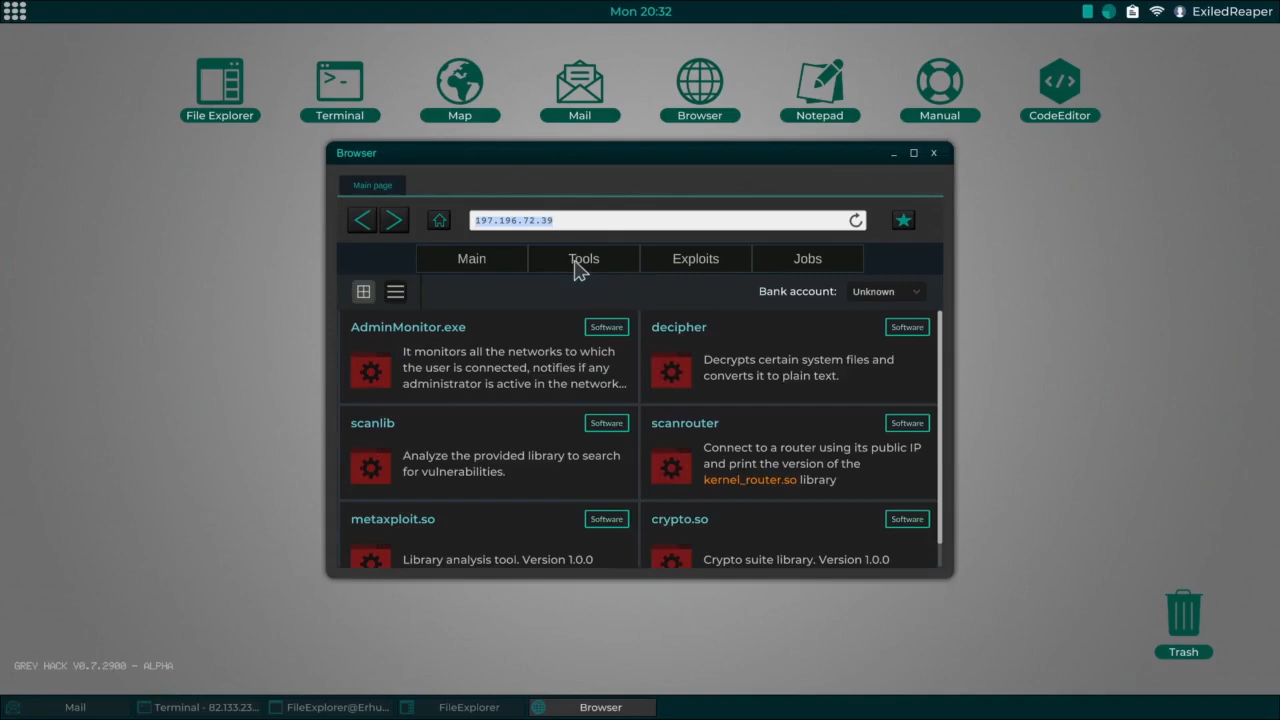 Mon 20:32
ExiledReaper
File Explorer
Terminal
Map
Mail
Browser
Notepad
Manual
CodeEditor
Browser
_ x
Main page
197.196.72.39
Main
Tools
Exploits
Jobs
Bank account:
Unknown
AdminMonitor.exe
Software
It monitors all the networks to which
the user is connected, notifies if any
administrator is active in the network...
decipher
Software
Decrypts certain system files and
converts it to plain text.
scanlib
Software
Analyze the provided library to search
for vulnerabilities.
scanrouter
Software
Connect to a router using its public IP
and print the version of the
kernel_router.so library
metaxploit.so
Software
Library analysis tool. Version 1.0.0
crypto.so
Software
Crypto suite library. Version 1.0.0
Trash
GREY HACK V0.7.2900 - ALPHA
Mail
Terminal - 82.133.23...
FileExplorer@Erhu...
FileExplorer
Browser